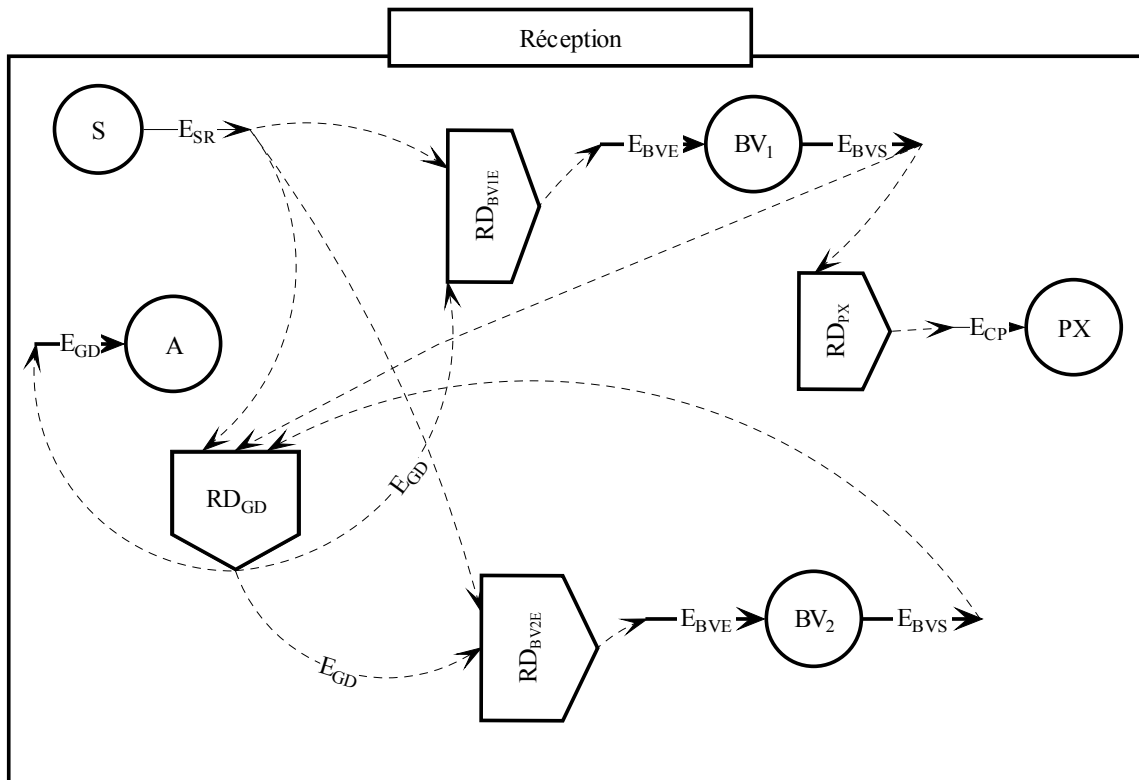 Réception
S
E_SR
RD_BV1E
E_BVE
BV_1
E_BVS
E_GD
A
RD_PX
E_CP
PX
RD_GD
E_GD
RD_BV2E
E_BVE
BV_2
E_BVS
E_GD